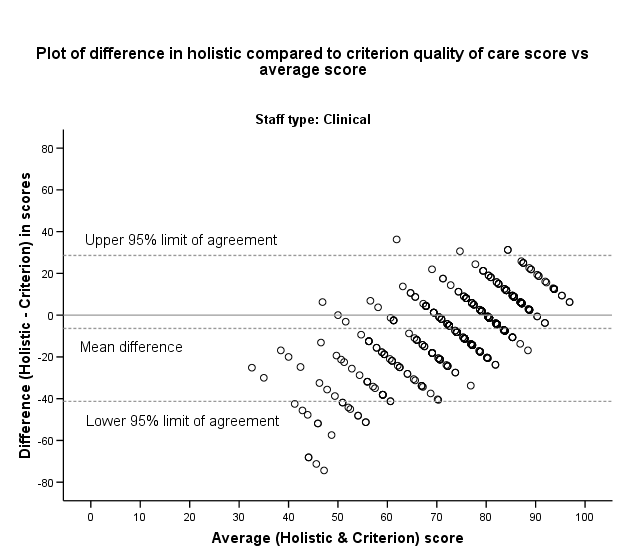 Plot of difference in holistic compared to criterion quality of care score vs
average score
Staff type: Clinical
Difference (Holistic - Criterion) in scores
80
60
40
20
0
-20
-40
-60
-80
Upper 95% limit of agreement
Mean difference
Lower 95% limit of agreement
0 10 20 30 40 50 60 70 80 90 100
Average (Holistic & Criterion) score